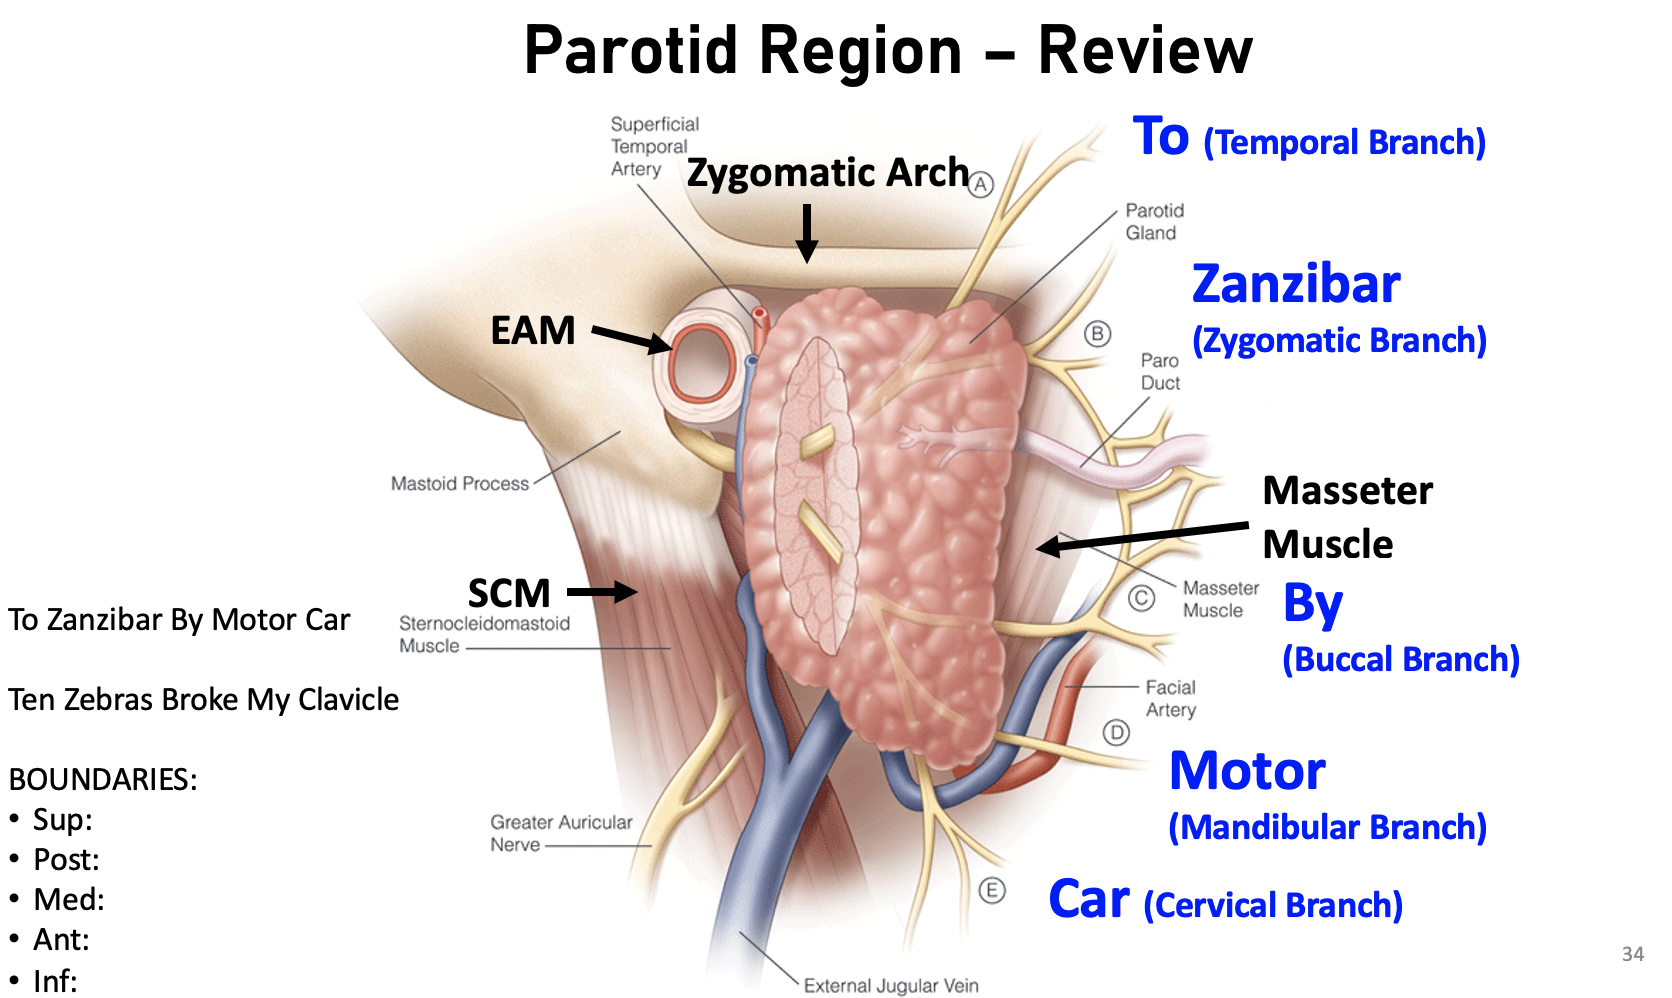 Parotid Region – Review
Superficial
Temporal
Artery
Zygomatic Arch
A
To (Temporal Branch)
Parotid
Gland
Zanzibar
(Zygomatic Branch)
EAM
B
Paro
Duct
Mastoid Process
Masseter
Muscle
SCM
Sternocleidomastoid
Muscle
C
Masseter
Muscle
By
(Buccal Branch)
To Zanzibar By Motor Car
Ten Zebras Broke My Clavicle
Facial
Artery
D
Motor
(Mandibular Branch)
BOUNDARIES:
• Sup:
• Post:
• Med:
• Ant:
• Inf:
Greater Auricular
Nerve
E
Car (Cervical Branch)
External Jugular Vein
34